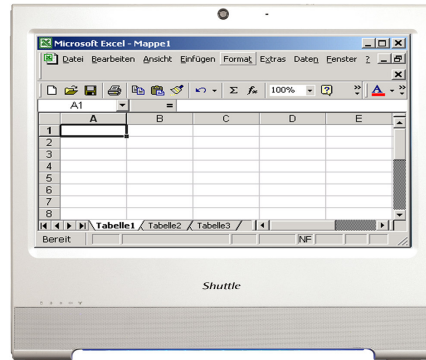 Microsoft Excel - Mappe1
Datei Bearbeiten Ansicht Einfügen Format Extras Daten Fenster ?
Σ fx 100% ? » A »
A1 =
A B C D E
1
2
3
4
5
6
7
8
Tabelle1 Tabelle2 Tabelle3
Bereit NF
Shuttle